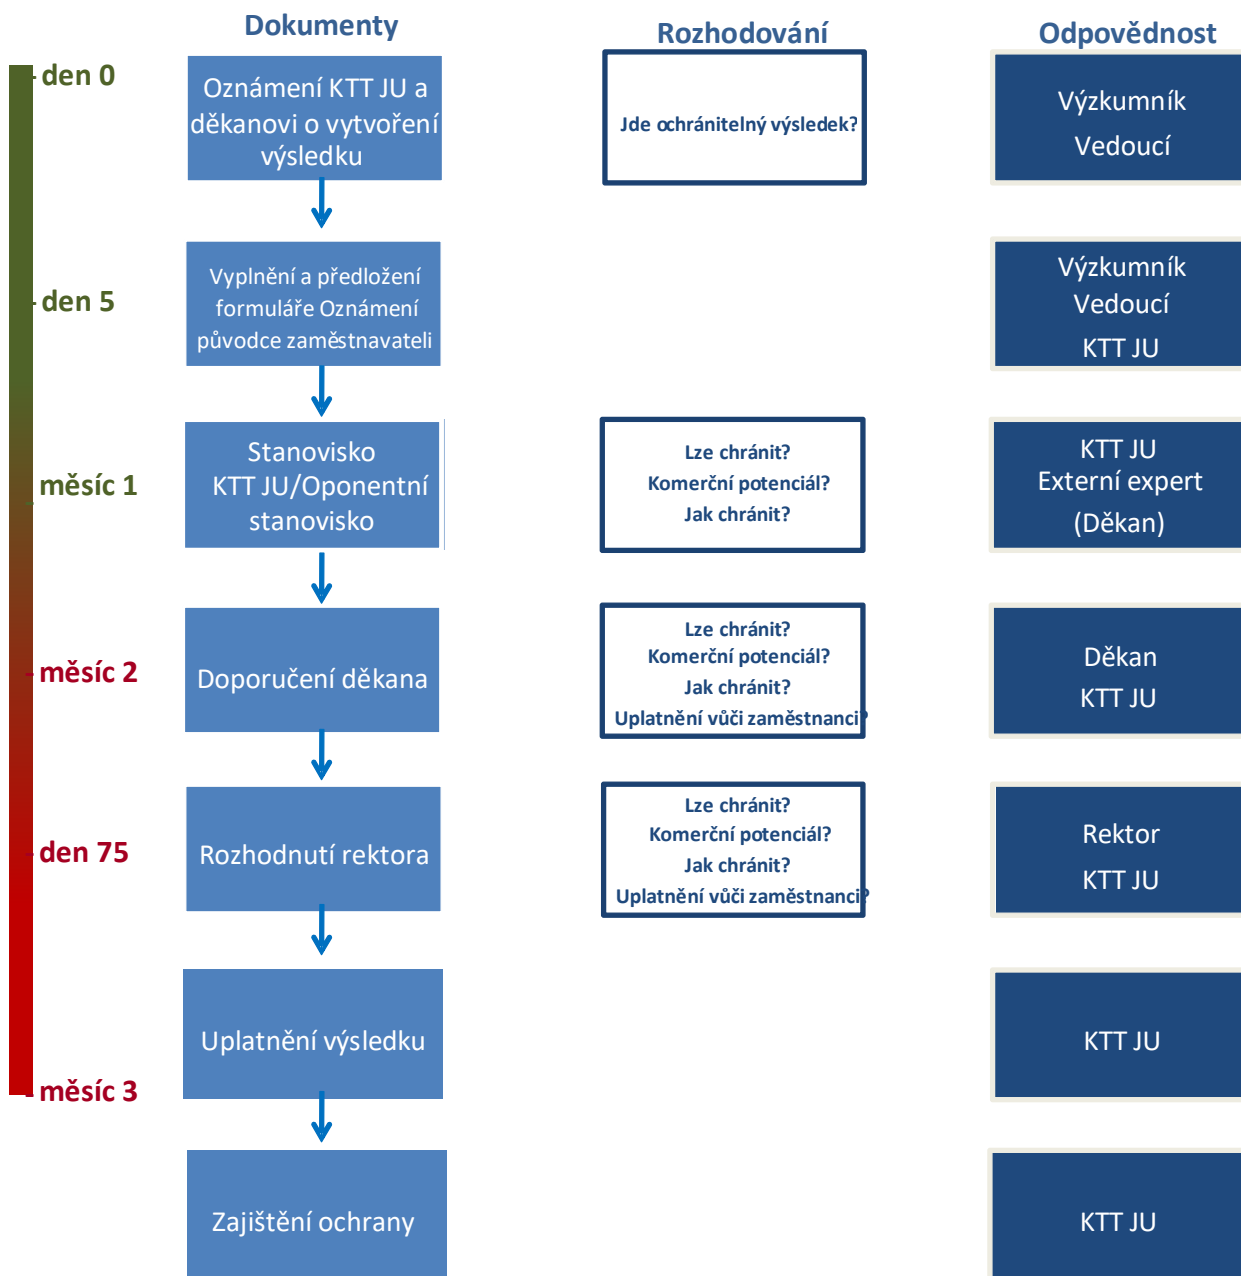 Dokumenty
Rozhodování
Odpovědnost
den 0
Oznámení KTT JU a
děkanovi o vytvoření
výsledku
Jde ochránitelný výsledek?
Výzkumník
Vedoucí
den 5
Vyplnění a předložení
formuláře Oznámení
původce zaměstnavateli
Výzkumník
Vedoucí
KTT JU
měsíc 1
Stanovisko
KTT JU/Oponentní
stanovisko
Lze chránit?
Komerční potenciál?
Jak chránit?
KTT JU
Externí expert
(Děkan)
měsíc 2
Doporučení děkana
Lze chránit?
Komerční potenciál?
Jak chránit?
Uplatnění vůči zaměstnanci?
Děkan
KTT JU
den 75
Rozhodnutí rektora
Lze chránit?
Komerční potenciál?
Jak chránit?
Uplatnění vůči zaměstnanci?
Rektor
KTT JU
Uplatnění výsledku
KTT JU
měsíc 3
Zajištění ochrany
KTT JU